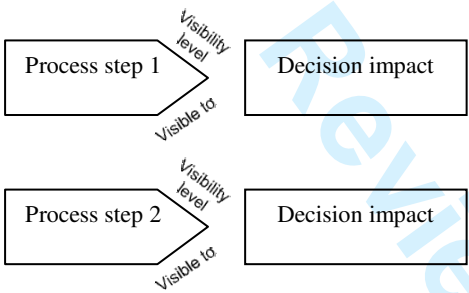 Visibility
level
Process step 1
Decision impact
Visible to
Visibility
level
Process step 2
Decision impact
Visible to
Revie